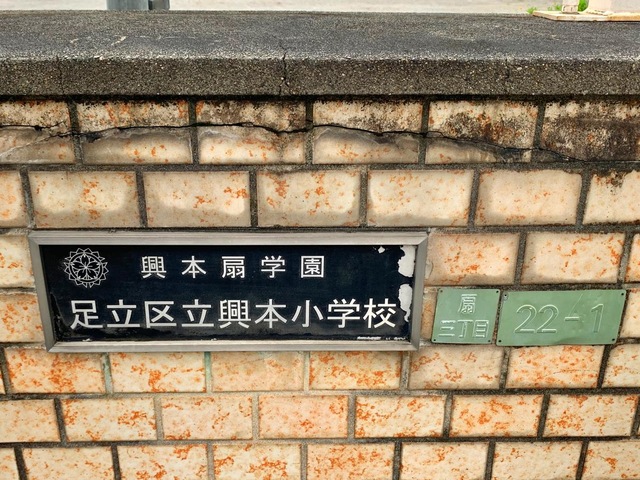 興本扇学園
足立区立興本小学校
扇
三丁目
22-1